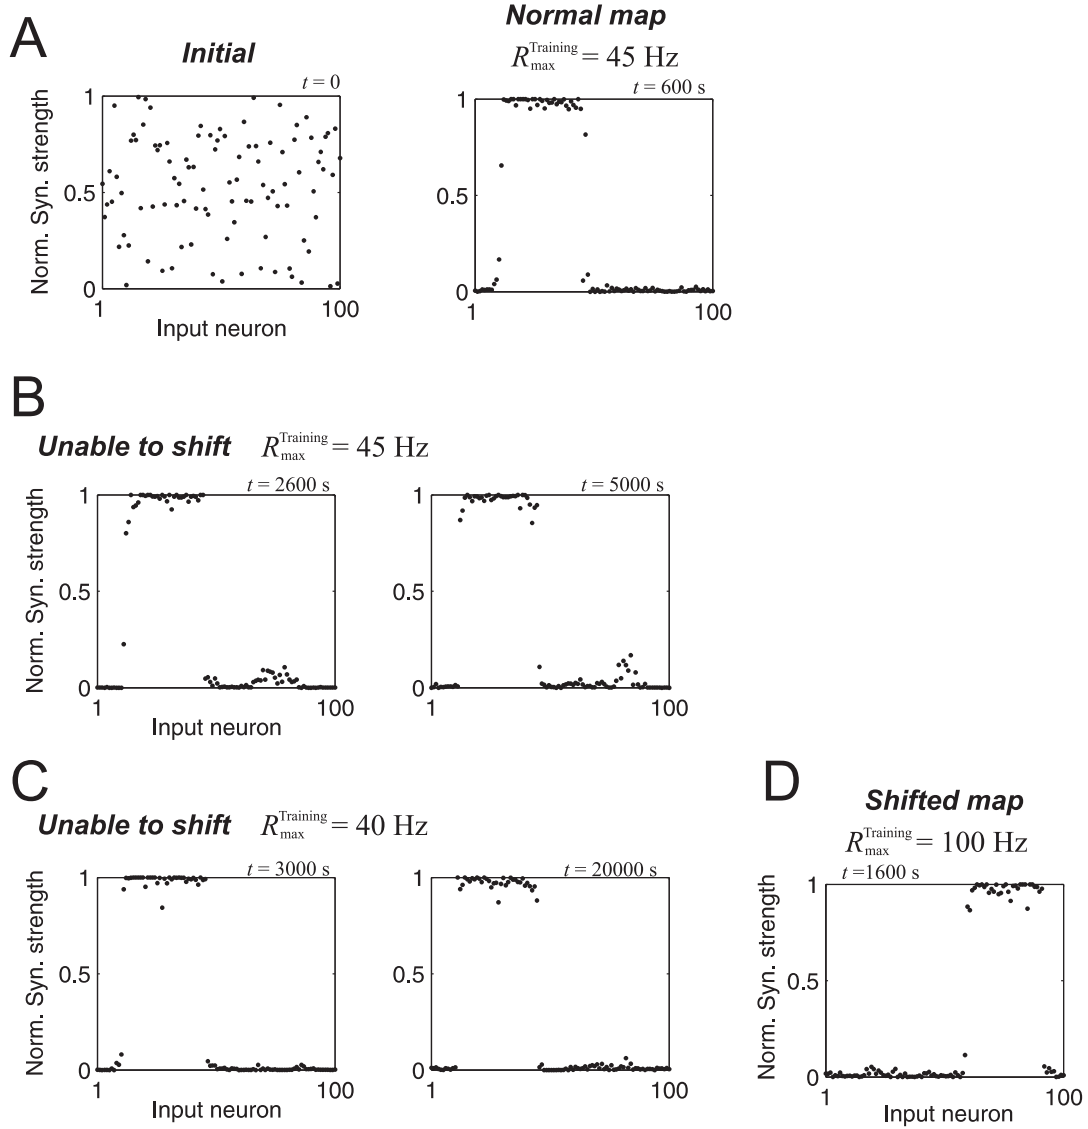 A
Initial
t = 0
Norm. Syn. strength
1
0.5
0
1
100
Input neuron
Normal map
R Training max = 45 Hz
t = 600 s
1
0.5
0
1
100
B
Unable to shift R Training max = 45 Hz
t = 2600 s
Norm. Syn. strength
1
0.5
0
1
100
Input neuron
t = 5000 s
1
0.5
0
1
100
C
Unable to shift R Training max = 40 Hz
t = 3000 s
Norm. Syn. strength
1
0.5
0
1
100
Input neuron
t = 20000 s
1
0.5
0
1
100
D
Shifted map
R Training max = 100 Hz
t =1600 s
Norm. Syn. strength
1
0.5
0
1
100
Input neuron